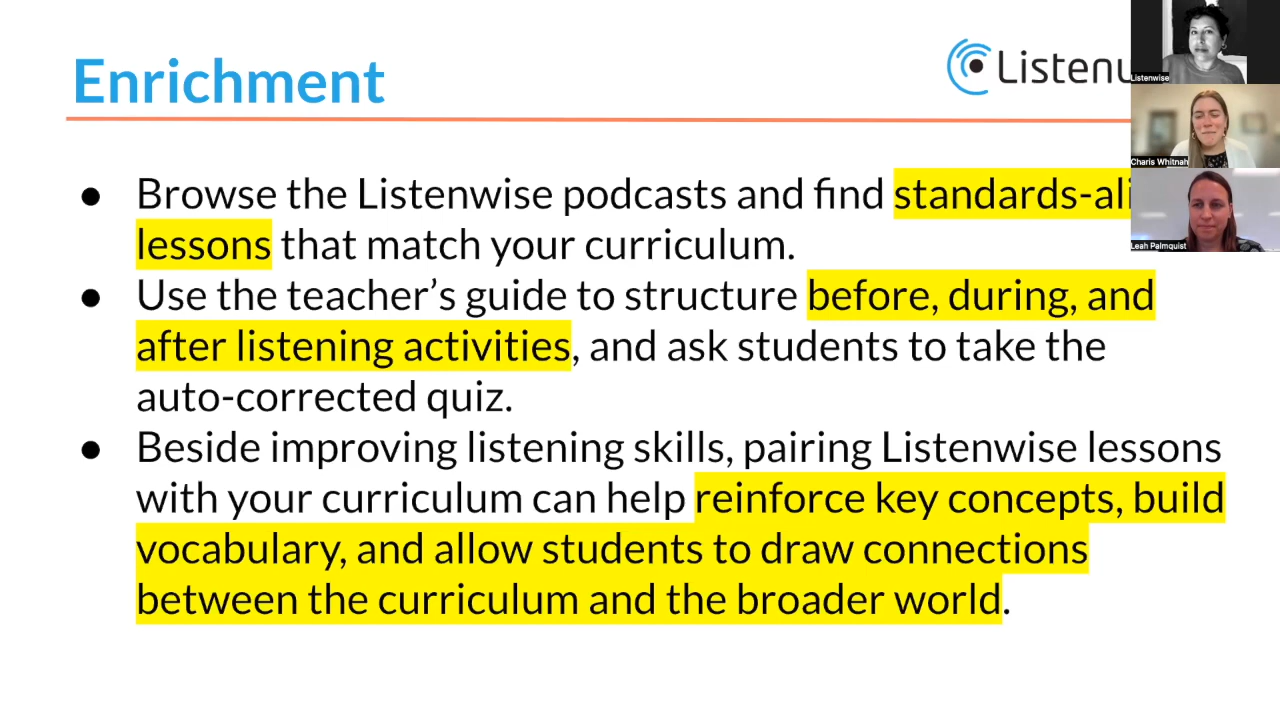 Enrichment
Listenw
Listenwise
Charis Whitnah
Leah Palmquist
● Browse the Listenwise podcasts and find standards-ali
lessons that match your curriculum.
● Use the teacher’s guide to structure before, during, and
after listening activities, and ask students to take the
auto-corrected quiz.
● Beside improving listening skills, pairing Listenwise lessons
with your curriculum can help reinforce key concepts, build
vocabulary, and allow students to draw connections
between the curriculum and the broader world.